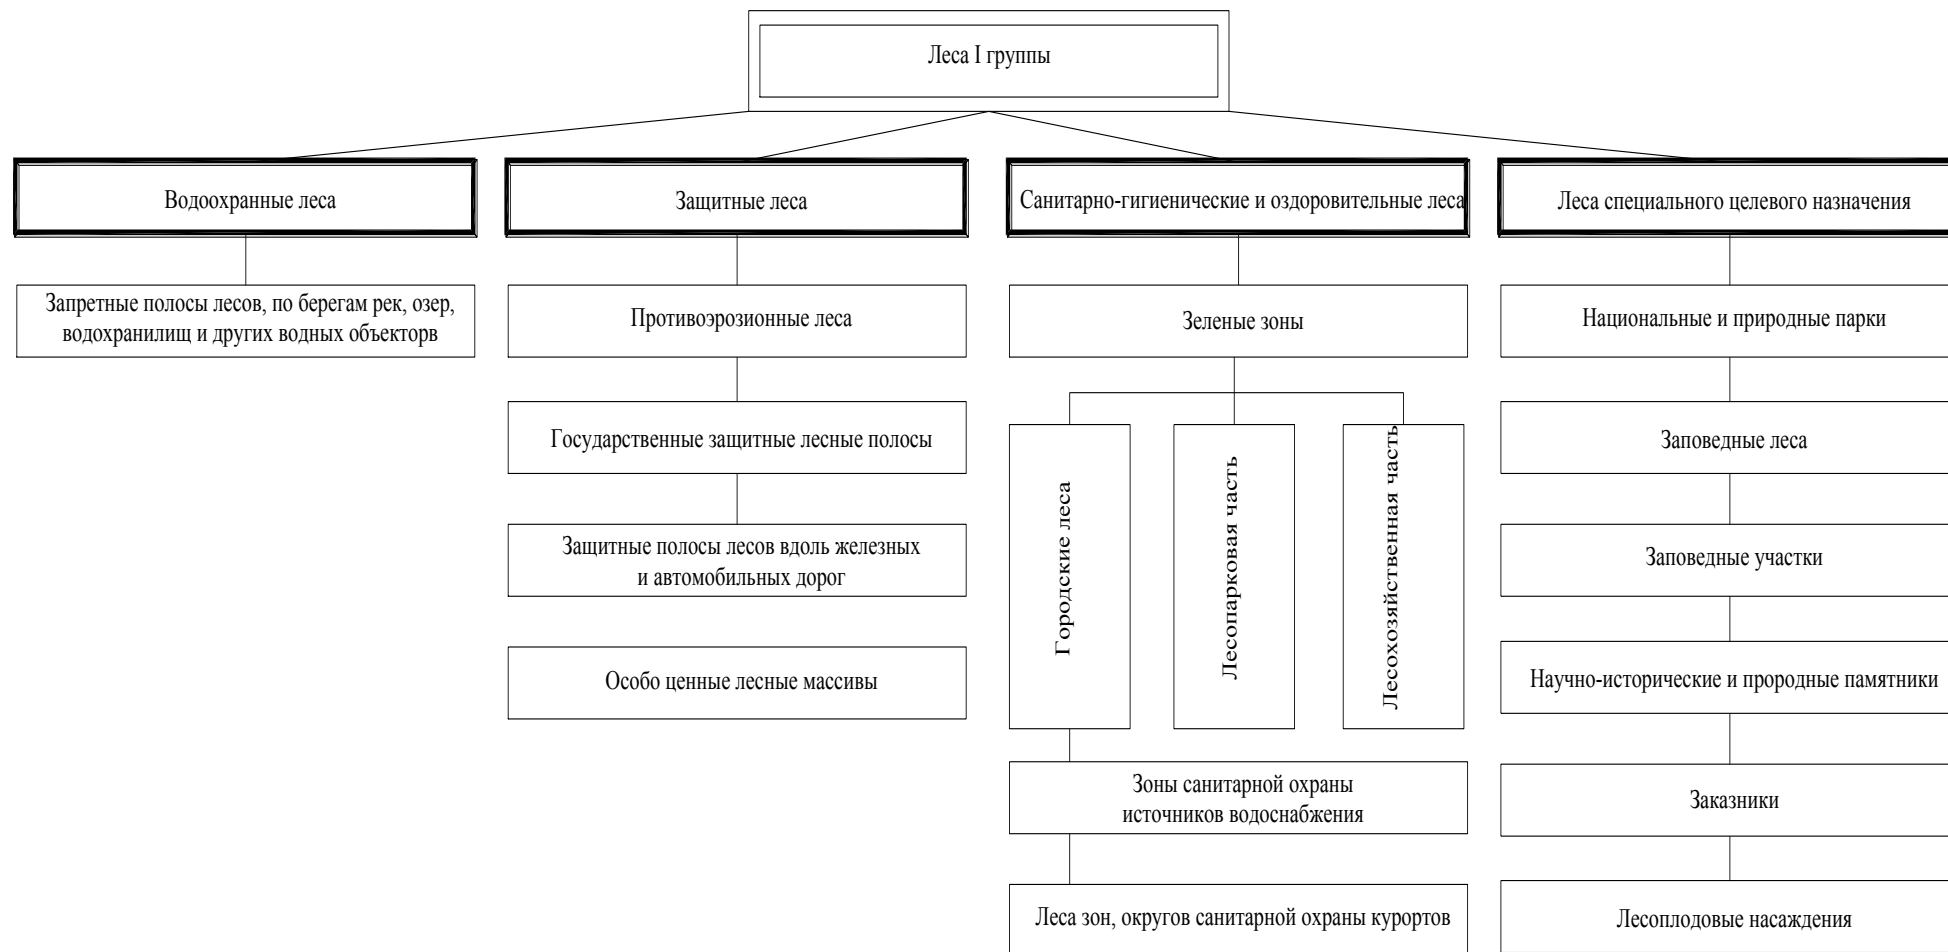 Леса I группы
Водоохранные леса
Защитные леса
Санитарно-гигиенические и оздоровительные леса
Леса специального целевого назначения
Запретные полосы лесов, по берегам рек, озер,
водохранилищ и других водных объекторв
Противоэрозионные леса
Государственные защитные лесные полосы
Защитные полосы лесов вдоль железных
и автомобильных дорог
Особо ценные лесные массивы
Зеленые зоны
Городские леса
Лесопарковая часть
Лесохозяйственная часть
Зоны санитарной охраны
источников водоснабжения
Леса зон, округов санитарной охраны курортов
Национальные и природные парки
Заповедные леса
Заповедные участки
Научно-исторические и прородные памятники
Заказники
Лесоплодовые насаждения